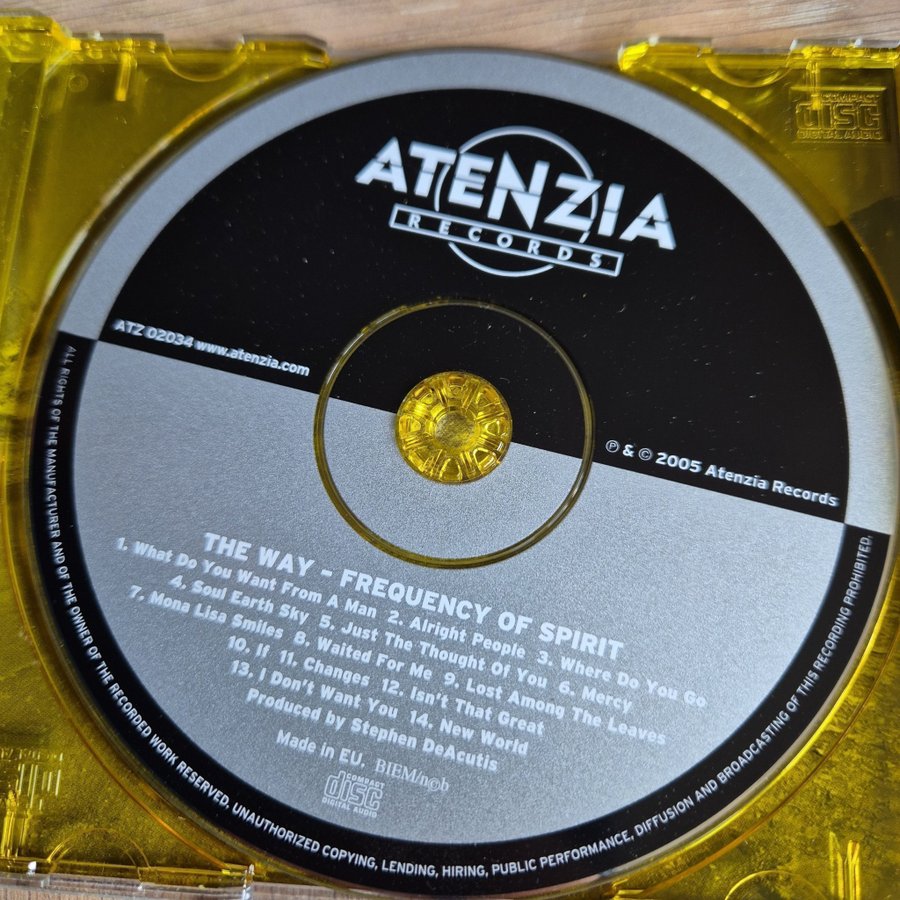 COMPACT
disc
DIGITAL AUDIO
ATENZIA
RECORDS
ATZ 02034 www.atenzia.com
℗ & © 2005 Atenzia Records
THE WAY - FREQUENCY OF SPIRIT
1. What Do You Want From A Man 2. Alright People 3. Where Do You Go
4. Soul Earth Sky 5. Just The Thought Of You 6. Mercy
7. Mona Lisa Smiles 8. Waited For Me 9. Lost Among The Leaves
10. If 11. Changes 12. Isn't That Great
13. I Don't Want You 14. New World
Produced by Stephen DeAcutis
Made in EU. BIEM/n©b
COMPACT
disc
DIGITAL AUDIO
ALL RIGHTS OF THE MANUFACTURER AND OF THE OWNER OF THE RECORDED WORK RESERVED, UNAUTHORIZED COPYING, LENDING, HIRING, PUBLIC PERFORMANCE, DIFFUSION AND BROADCASTING OF THIS RECORDING PROHIBITED.